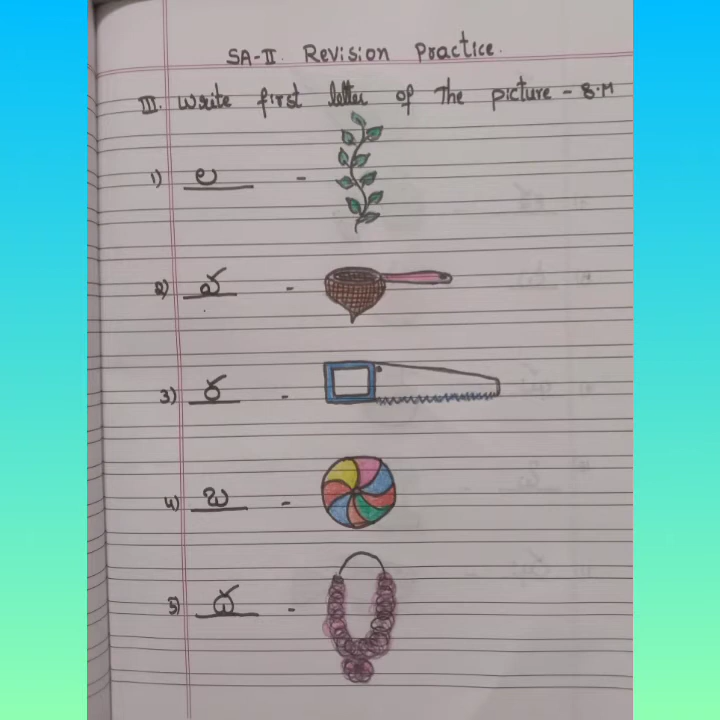 SA-II. Revision Practice.
III. Write first letter of The picture - 8.M
1) ల -
2) వ -
3) ర -
4) బ -
5) ద -